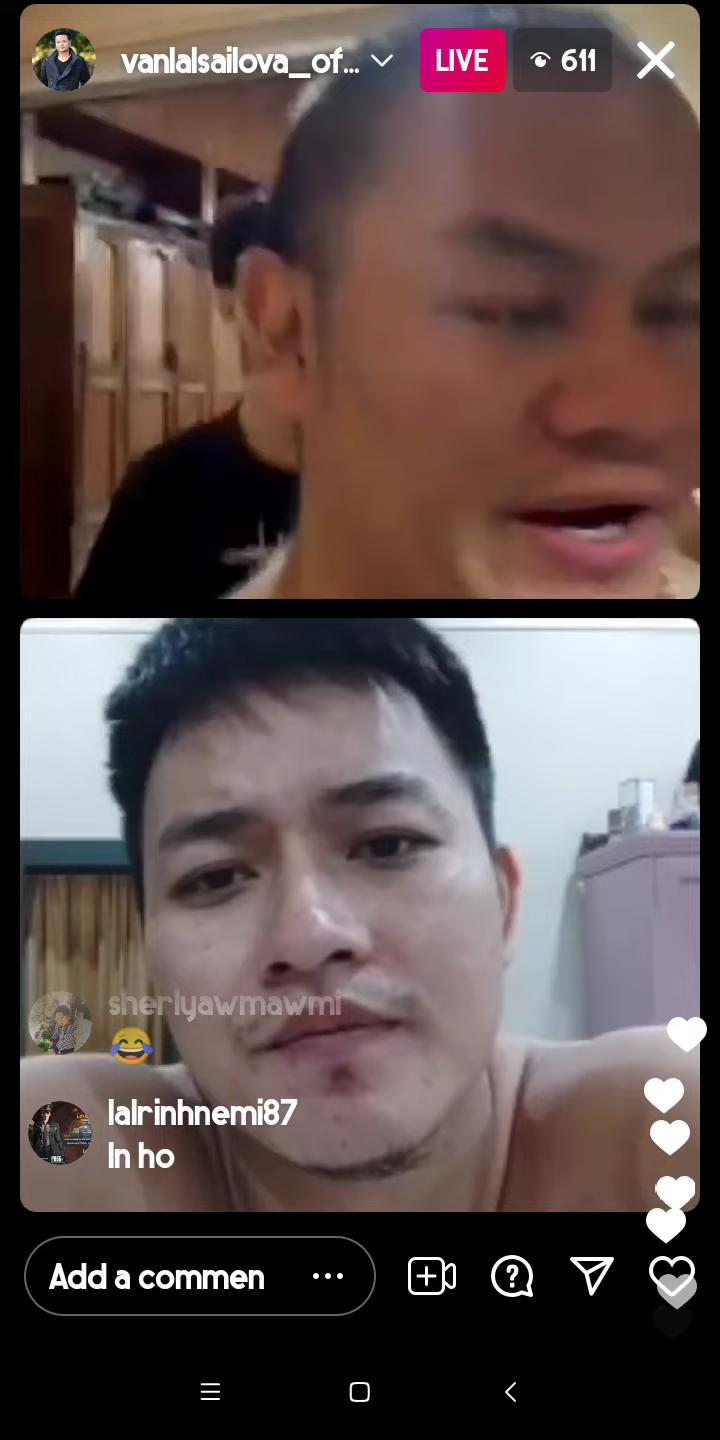 vanlalsailova_of...
LIVE
611
sherlyawmawmi
😂
lalrinhnemi87
In ho
Add a commen